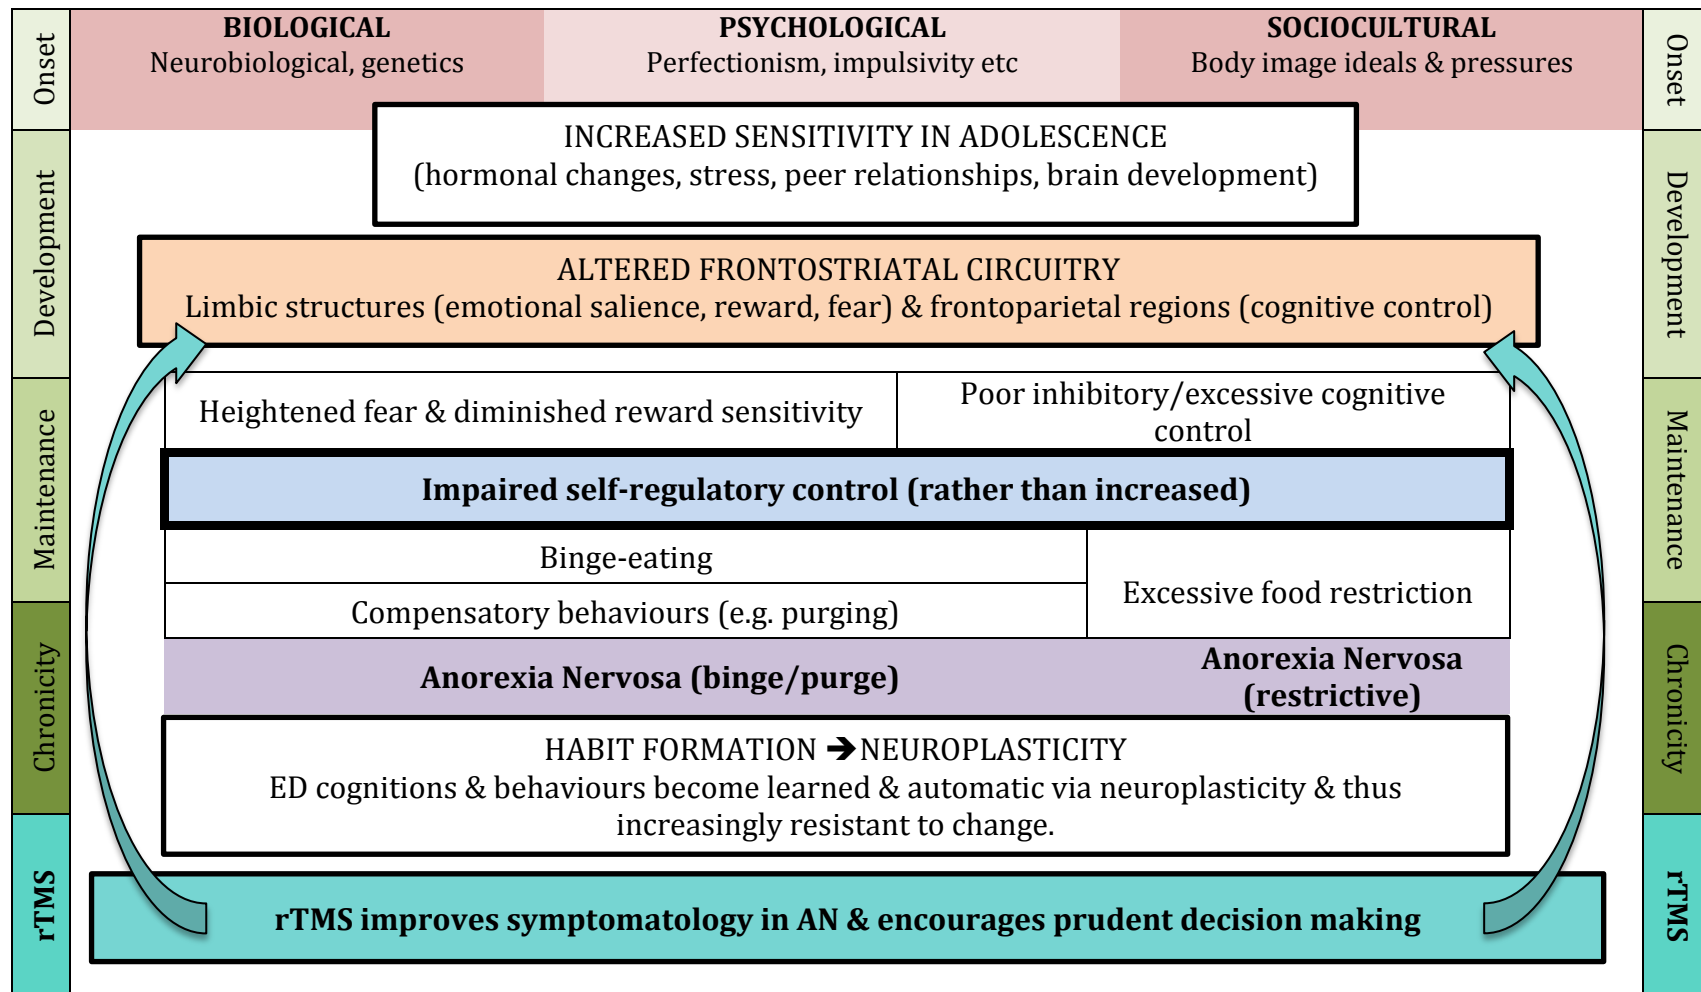 Onset
BIOLOGICAL
Neurobiological, genetics
PSYCHOLOGICAL
Perfectionism, impulsivity etc
SOCIOCULTURAL
Body image ideals & pressures
Onset
INCREASED SENSITIVITY IN ADOLESCENCE
(hormonal changes, stress, peer relationships, brain development)
Development
Development
ALTERED FRONTOSTRIATAL CIRCUITRY
Limbic structures (emotional salience, reward, fear) & frontoparietal regions (cognitive control)
Maintenance
Maintenance
Heightened fear & diminished reward sensitivity
Poor inhibitory/excessive cognitive
control
Impaired self-regulatory control (rather than increased)
Binge-eating
Compensatory behaviours (e.g. purging)
Excessive food restriction
Chronicity
Chronicity
Anorexia Nervosa (binge/purge)
Anorexia Nervosa
(restrictive)
HABIT FORMATION ➔NEUROPLASTICITY
ED cognitions & behaviours become learned & automatic via neuroplasticity & thus
increasingly resistant to change.
rTMS
rTMS improves symptomatology in AN & encourages prudent decision making
rTMS